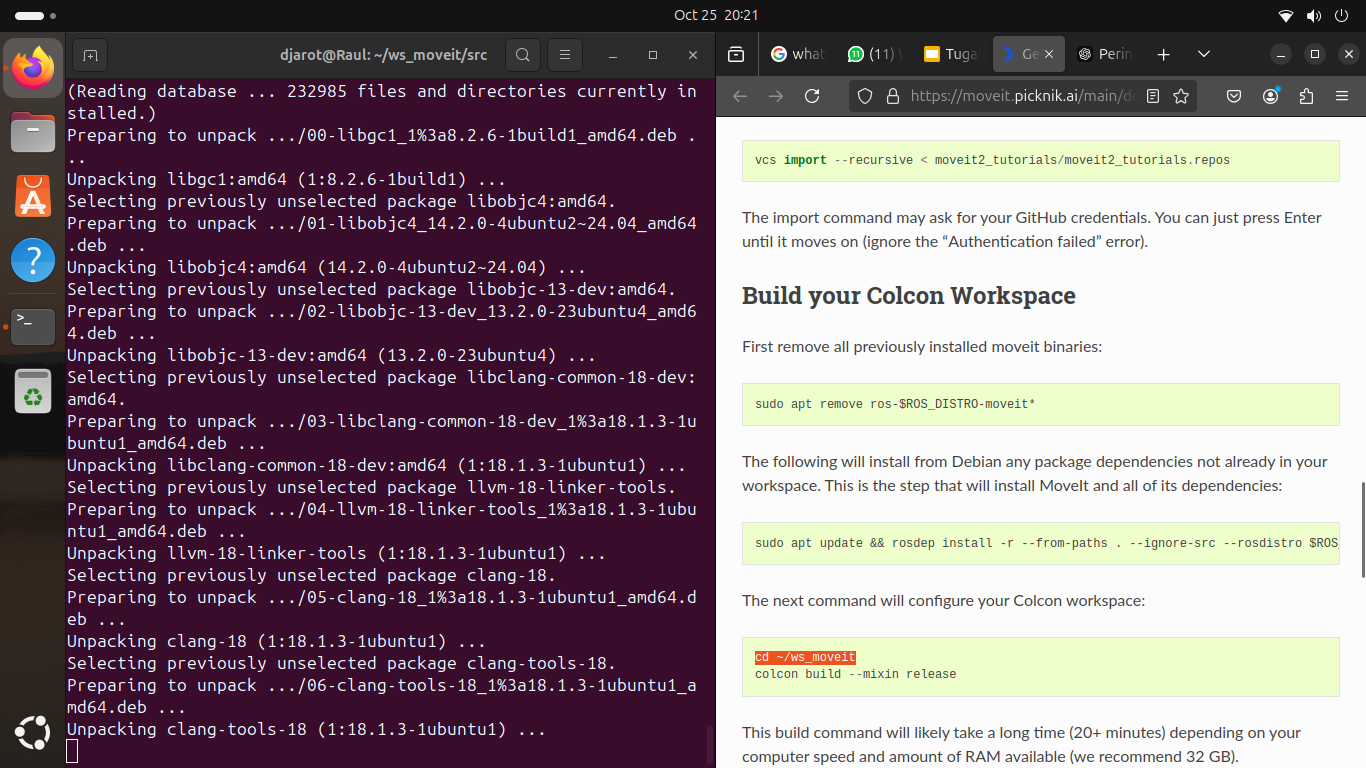 Oct 25 20:21
djarot@Raul: ~/ws_moveit/src
(Reading database ... 232985 files and directories currently in
stalled.)
Preparing to unpack .../00-libgc1_1%3a8.2.6-1build1_amd64.deb .
..
Unpacking libgc1:amd64 (1:8.2.6-1build1) ...
Selecting previously unselected package libobjc4:amd64.
Preparing to unpack .../01-libobjc4_14.2.0-4ubuntu2~24.04_amd64
.deb ...
Unpacking libobjc4:amd64 (14.2.0-4ubuntu2~24.04) ...
Selecting previously unselected package libobjc-13-dev:amd64.
Preparing to unpack .../02-libobjc-13-dev_13.2.0-23ubuntu4_amd6
4.deb ...
Unpacking libobjc-13-dev:amd64 (13.2.0-23ubuntu4) ...
Selecting previously unselected package libclang-common-18-dev:
amd64.
Preparing to unpack .../03-libclang-common-18-dev_1%3a18.1.3-1u
buntu1_amd64.deb ...
Unpacking libclang-common-18-dev:amd64 (1:18.1.3-1ubuntu1) ...
Selecting previously unselected package llvm-18-linker-tools.
Preparing to unpack .../04-llvm-18-linker-tools_1%3a18.1.3-1ubu
ntu1_amd64.deb ...
Unpacking llvm-18-linker-tools (1:18.1.3-1ubuntu1) ...
Selecting previously unselected package clang-18.
Preparing to unpack .../05-clang-18_1%3a18.1.3-1ubuntu1_amd64.d
eb ...
Unpacking clang-18 (1:18.1.3-1ubuntu1) ...
Selecting previously unselected package clang-tools-18.
Preparing to unpack .../06-clang-tools-18_1%3a18.1.3-1ubuntu1_a
md64.deb ...
Unpacking clang-tools-18 (1:18.1.3-1ubuntu1) ...
what
(11)
Tuga
Ge
Perin
https://moveit.picknik.ai/main/d
vcs import --recursive < moveit2_tutorials/moveit2_tutorials.repos
The import command may ask for your GitHub credentials. You can just press Enter
until it moves on (ignore the “Authentication failed” error).
Build your Colcon Workspace
First remove all previously installed moveit binaries:
sudo apt remove ros-$ROS_DISTRO-moveit*
The following will install from Debian any package dependencies not already in your
workspace. This is the step that will install MoveIt and all of its dependencies:
sudo apt update && rosdep install -r --from-paths . --ignore-src --rosdistro $ROS_
The next command will configure your Colcon workspace:
cd ~/ws_moveit
colcon build --mixin release
This build command will likely take a long time (20+ minutes) depending on your
computer speed and amount of RAM available (we recommend 32 GB).